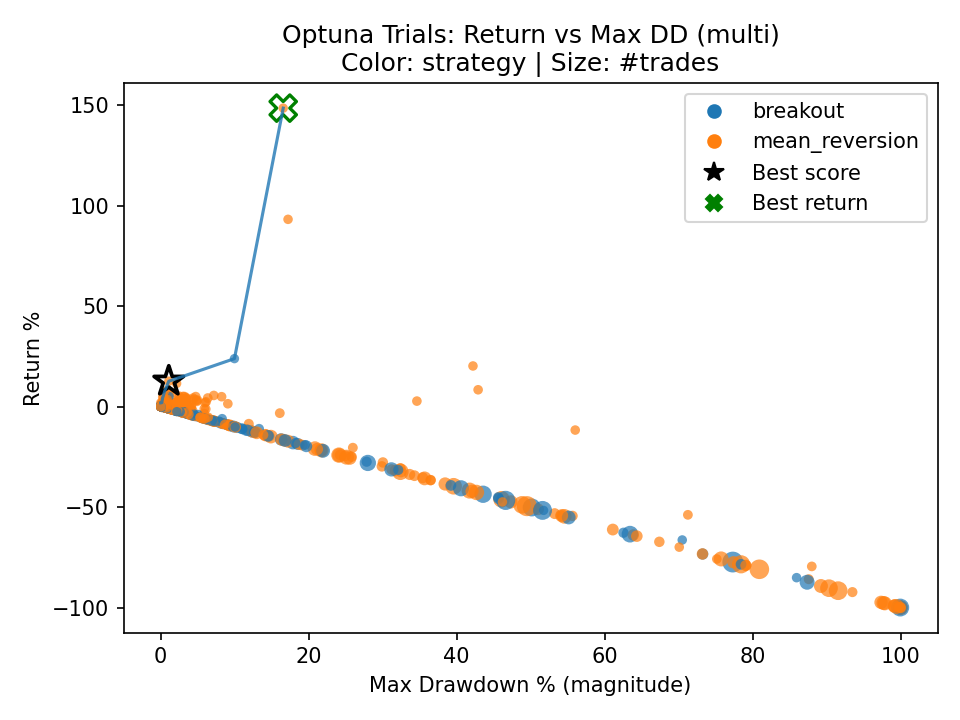 Optuna Trials: Return vs Max DD (multi)
Color: strategy | Size: #trades
breakout
mean_reversion
Best score
Best return
Return %
150
100
50
0
−50
−100
0
20
40
60
80
100
Max Drawdown % (magnitude)